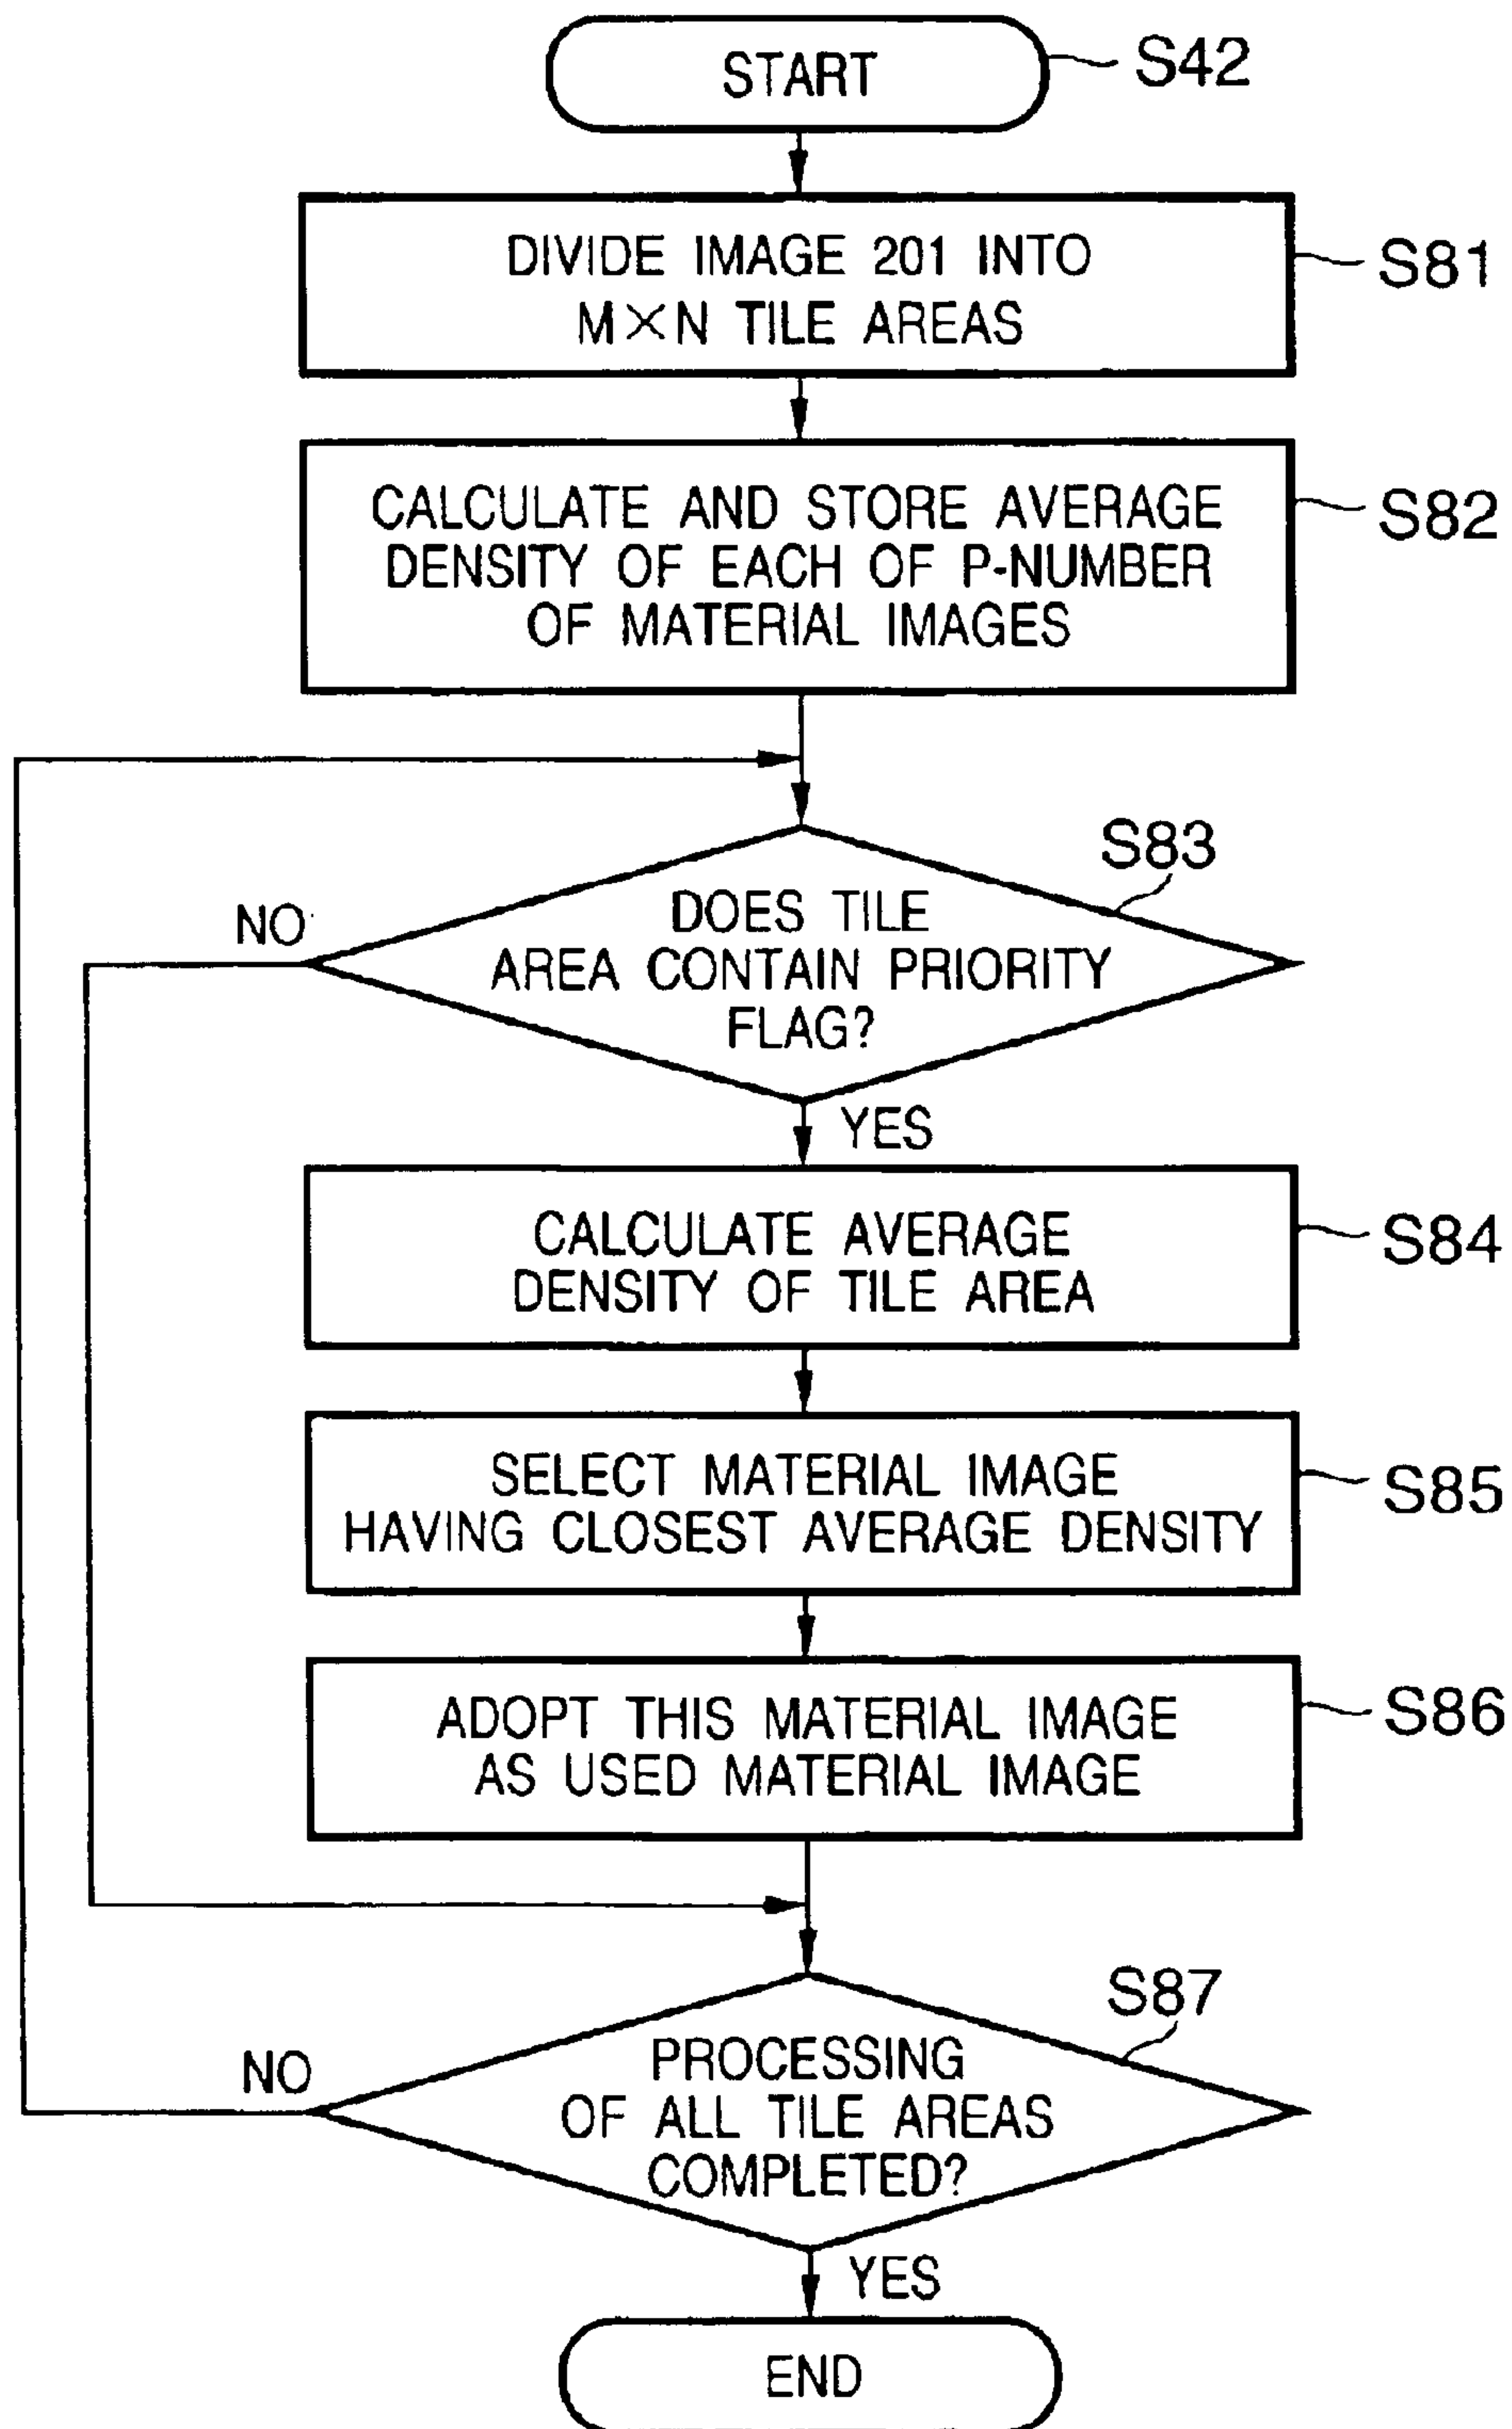 START
S42
DIVIDE IMAGE 201 INTO
M×N TILE AREAS
S81
CALCULATE AND STORE AVERAGE
DENSITY OF EACH OF P-NUMBER
OF MATERIAL IMAGES
S82
S83
DOES TILE
AREA CONTAIN PRIORITY
FLAG?
NO
YES
CALCULATE AVERAGE
DENSITY OF TILE AREA
S84
SELECT MATERIAL IMAGE
HAVING CLOSEST AVERAGE DENSITY
S85
ADOPT THIS MATERIAL IMAGE
AS USED MATERIAL IMAGE
S86
S87
PROCESSING
OF ALL TILE AREAS
COMPLETED?
NO
YES
END